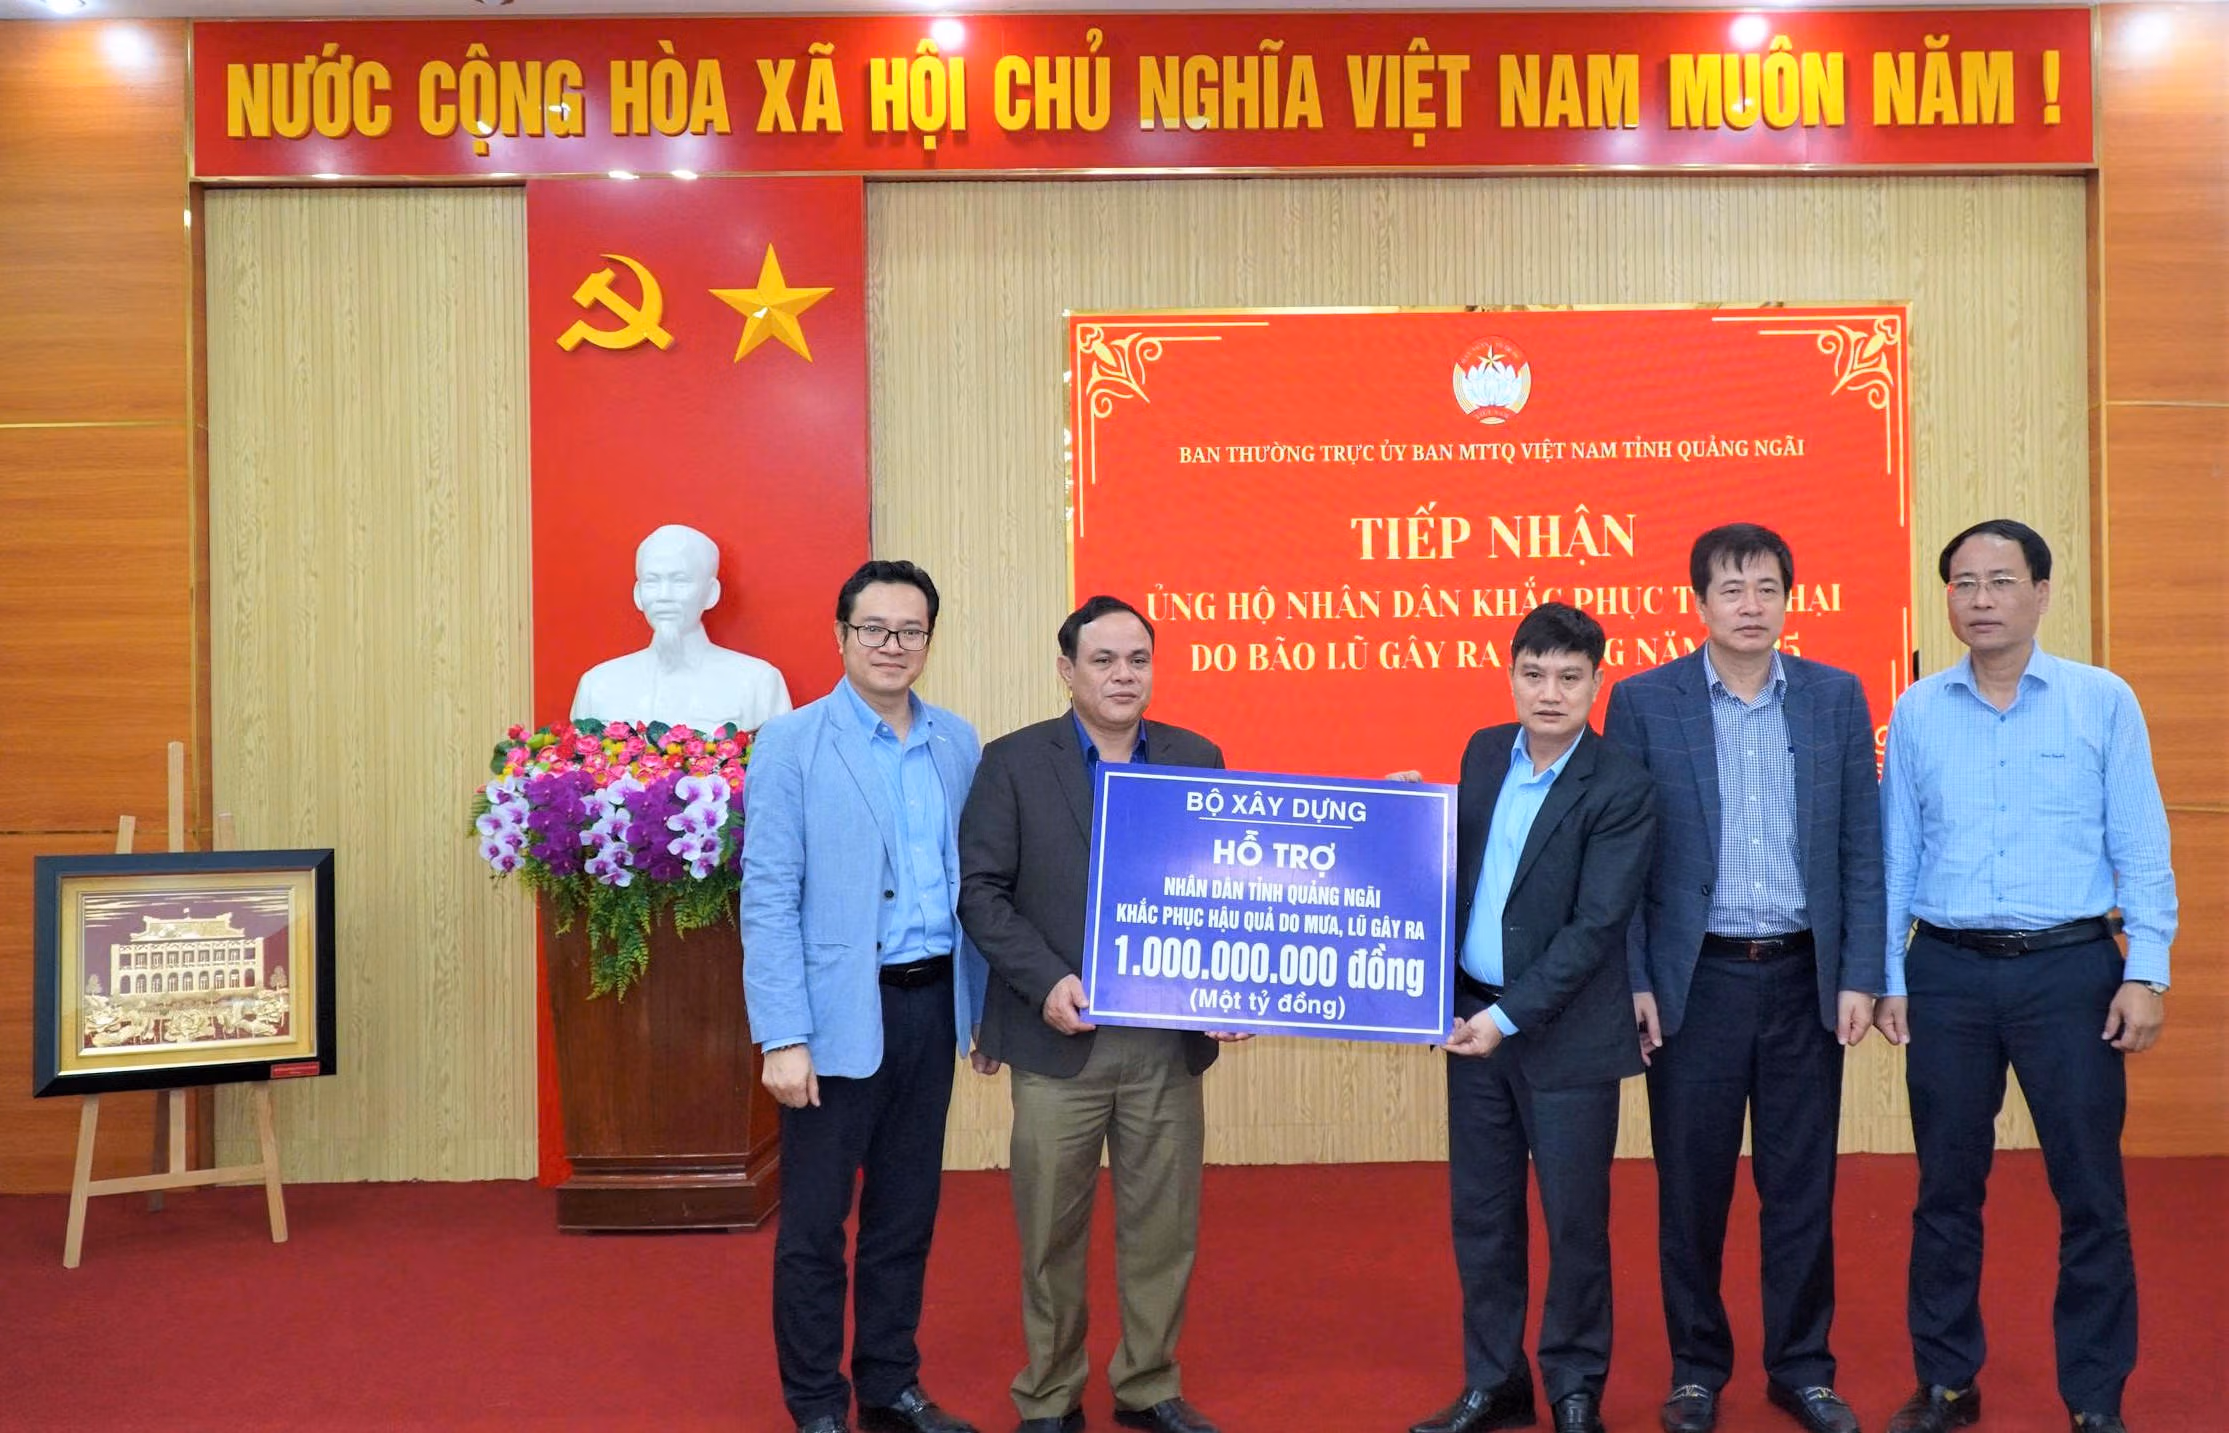 NƯỚC CỘNG HÒA XÃ HỘI CHỦ NGHĨA VIỆT NAM MUÔN NĂM !
VIỆT NAM
BAN THƯỜNG TRỰC ỦY BAN MTTQ VIỆT NAM TỈNH QUẢNG NGÃI
TIẾP NHẬN
ỦNG HỘ NHÂN DÂN KHẮC PHỤC
DO BÃO LŨ GÂY RA
BỘ XÂY DỰNG
HỖ TRỢ
NHÂN DÂN TỈNH QUẢNG NGÃI
KHẮC PHỤC HẬU QUẢ DO MƯA, LŨ GÂY RA
1.000.000.000 đồng
(Một tỷ đồng)